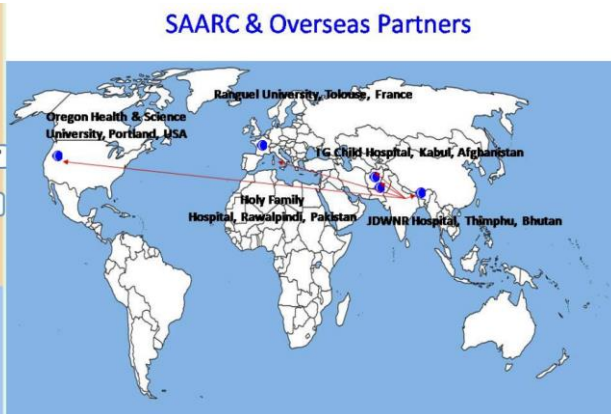 SAARC & Overseas Partners
Ranguel University, Tolouse, France
Oregon Health & Science
University, Portland, USA
TG Child Hospital, Kabul, Afghanistan
Holy Family
Hospital, Rawalpindi, Pakistan
JDWNR Hospital, Thimphu, Bhutan